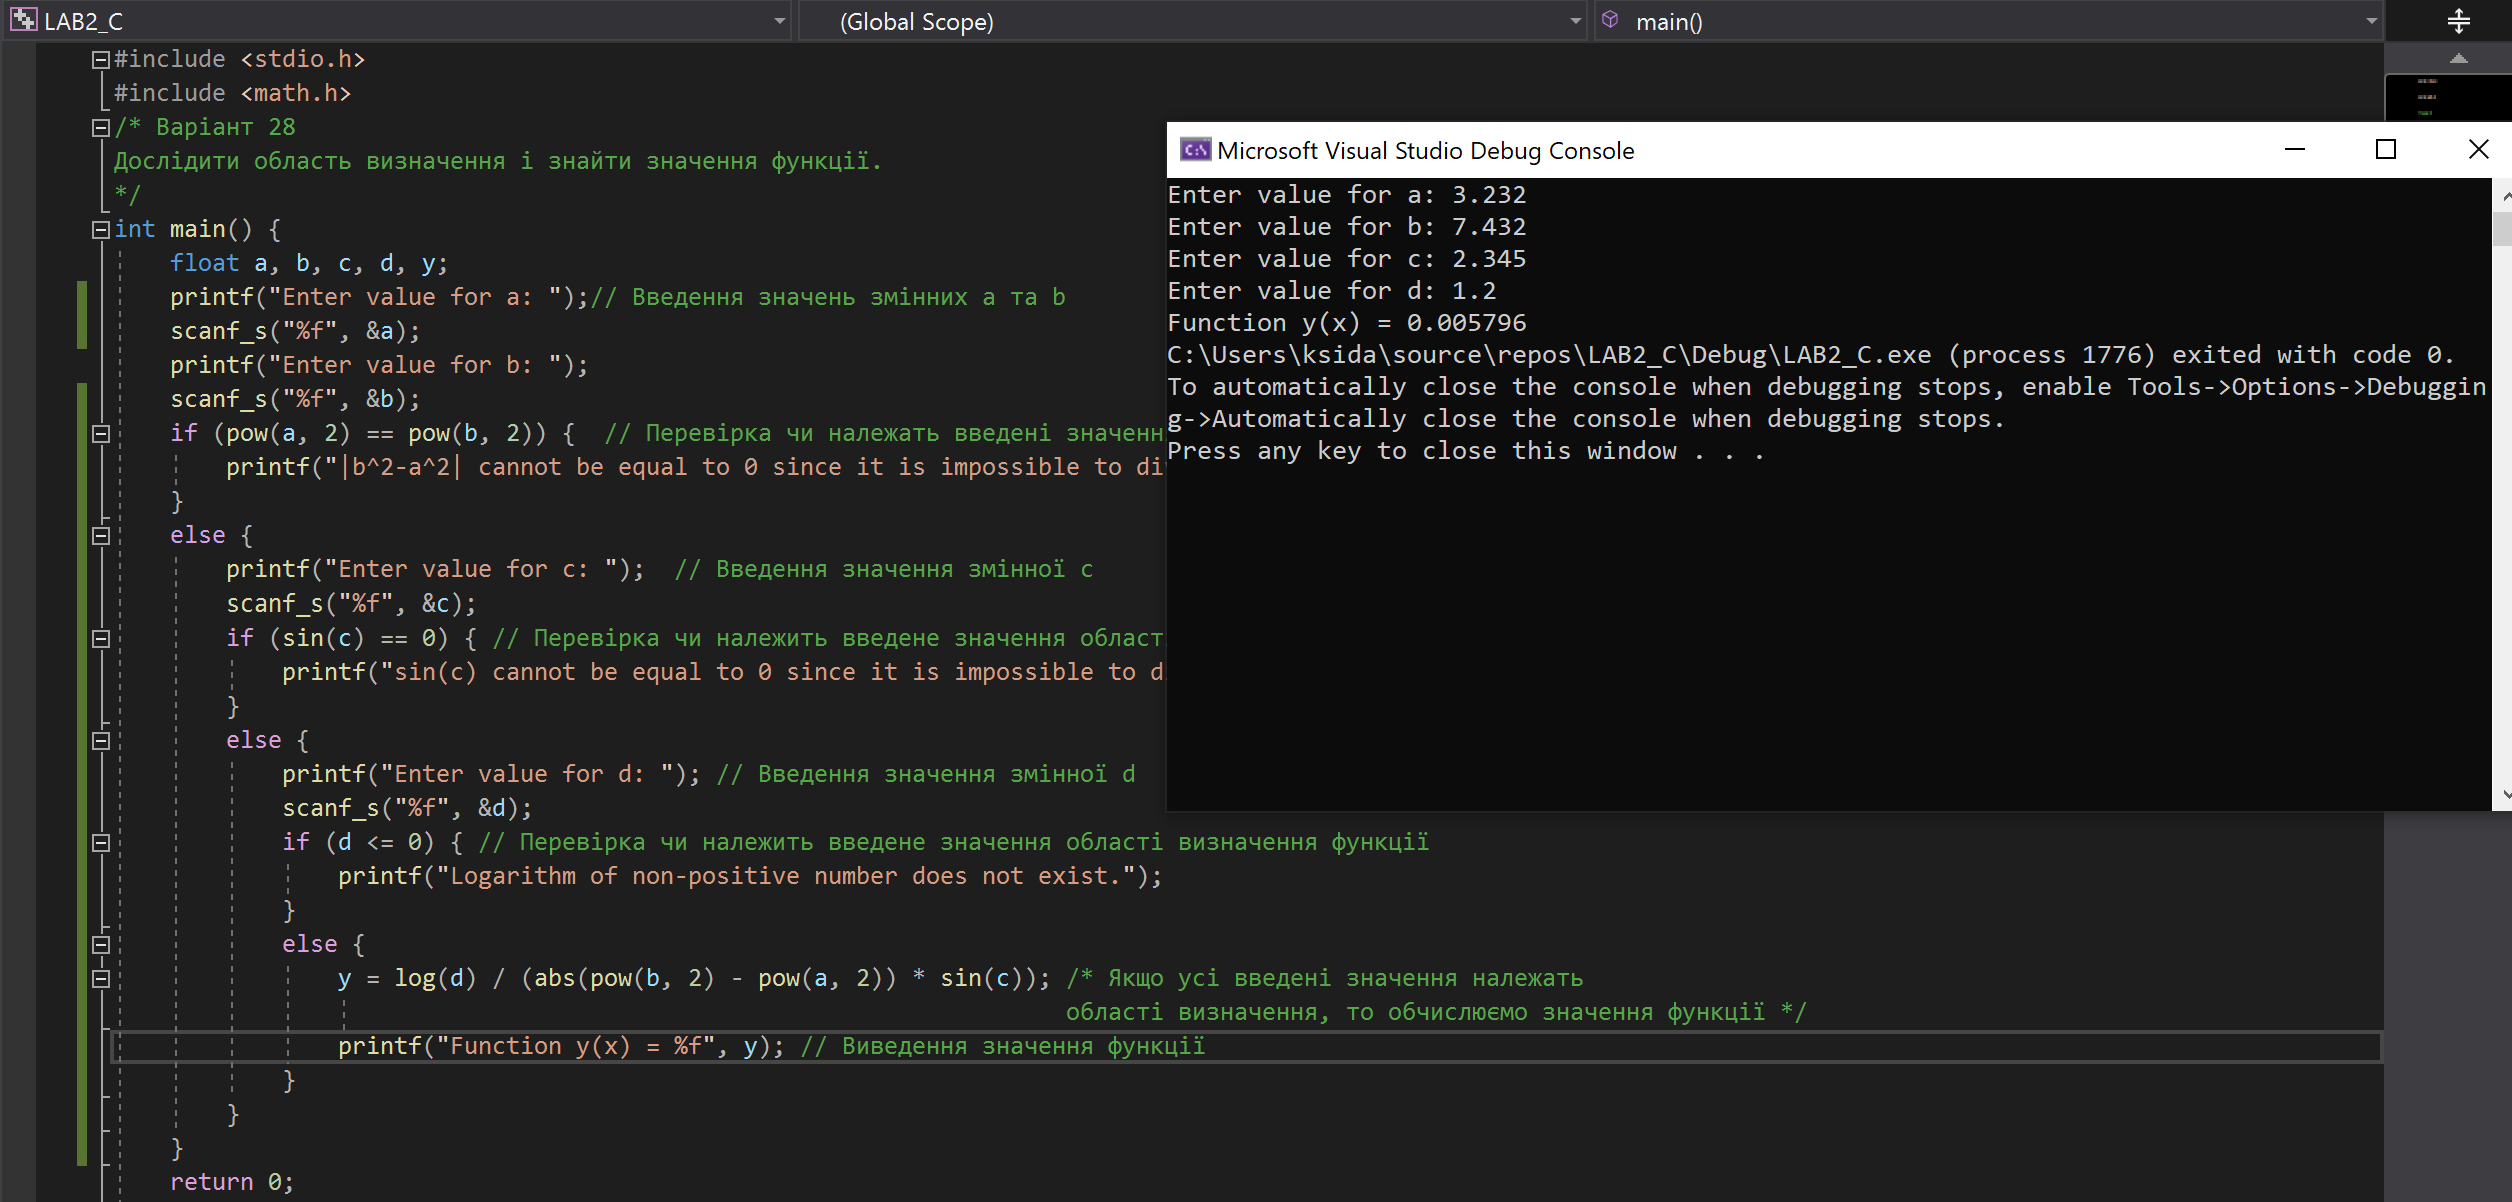 LAB2_C
(Global Scope)
main()
#include <stdio.h>
#include <math.h>
/* Варіант 28
Дослідити область визначення і знайти значення функції.
*/
int main() {
float a, b, c, d, y;
printf("Enter value for a: ");// Введення значень змінних a та b
scanf_s("%f", &a);
printf("Enter value for b: ");
scanf_s("%f", &b);
if (pow(a, 2) == pow(b, 2)) {  // Перевірка чи належать введені
printf("|b^2-a^2| cannot be equal to 0 since it is impossible to
}
else {
printf("Enter value for c: ");  // Введення значення змінної c
scanf_s("%f", &c);
if (sin(c) == 0) { // Перевірка чи належить введене значення
printf("sin(c) cannot be equal to 0 since it is impossible to
}
else {
printf("Enter value for d: "); // Введення значення змінної d
scanf_s("%f", &d);
if (d <= 0) { // Перевірка чи належить введене значення області визначення функції
printf("Logarithm of non-positive number does not exist.");
}
else {
y = log(d) / (abs(pow(b, 2) - pow(a, 2)) * sin(c)); /* Якщо усі введені значення належать
області визначення, то обчислюємо значення функції */
printf("Function y(x) = %f", y); // Виведення значення функції
}
}
}
return 0;
Microsoft Visual Studio Debug Console
Enter value for a: 3.232
Enter value for b: 7.432
Enter value for c: 2.345
Enter value for d: 1.2
Function y(x) = 0.005796
C:\Users\ksida\source\repos\LAB2_C\Debug\LAB2_C.exe (process 1776) exited with code 0.
To automatically close the console when debugging stops, enable Tools->Options->Debuggin
g->Automatically close the console when debugging stops.
Press any key to close this window . . .